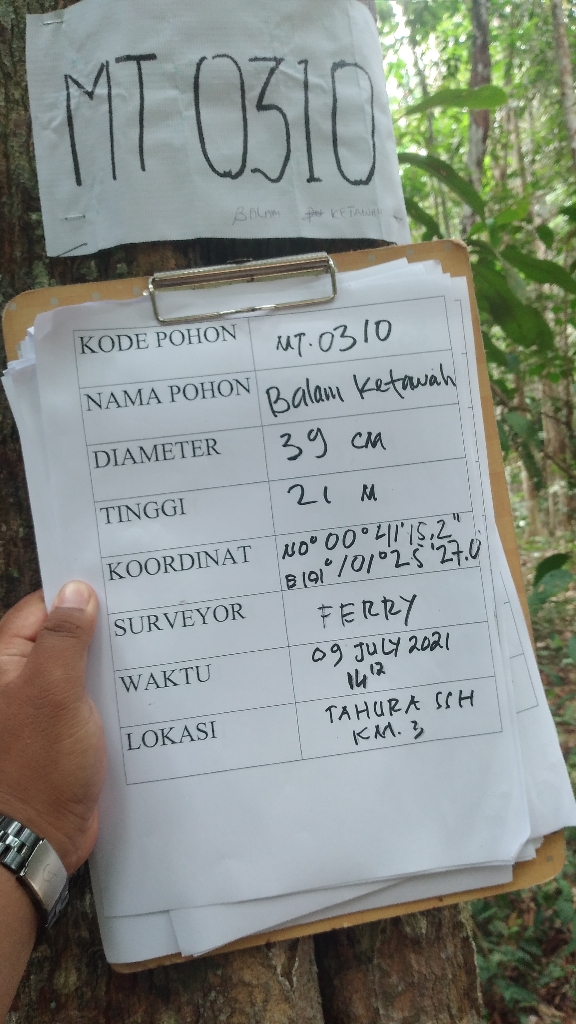 MT 0310
BALAM KETAWAH
KODE POHON MT.0310
NAMA POHON Balam Ketawah
DIAMETER 39 CM
TINGGI 21 M
KOORDINAT N0° 00° 41'15.2"
E101° /01° 25'27.0
SURVEYOR FERRY
WAKTU 09 JULY 2021
14 12
LOKASI TAHURA SSH
KM. 3